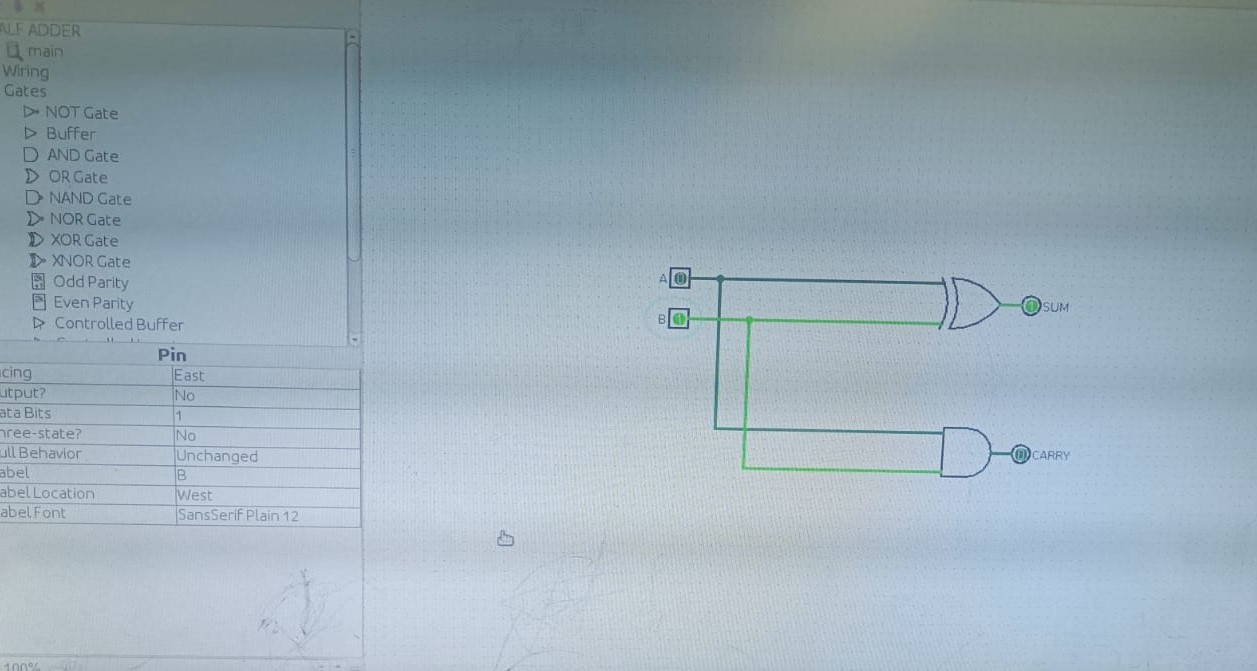 ALF ADDER
main
Wiring
Gates
NOT Gate
Buffer
AND Gate
OR Gate
NAND Gate
NOR Gate
XOR Gate
XNOR Gate
Odd Parity
Even Parity
Controlled Buffer
Pin
cing East
utput? No
ata Bits 1
hree-state? No
ull Behavior Unchanged
abel B
abel Location West
abel Font SansSerif Plain 12
100%
A 0
B 1
1 SUM
0 CARRY